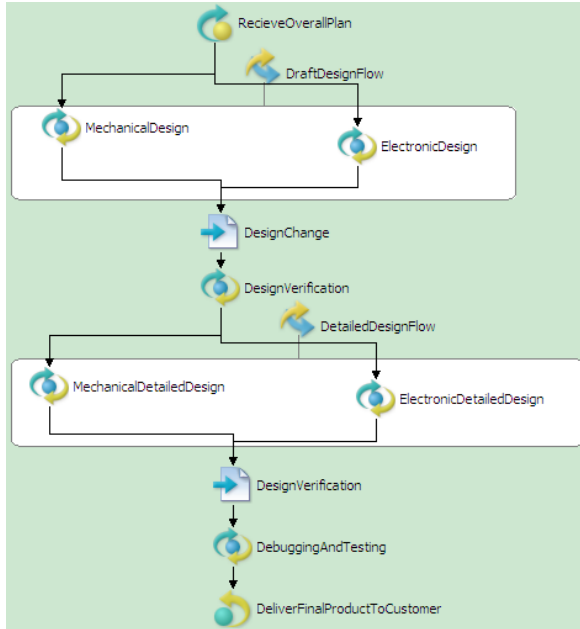 RecieveOverallPlan
DraftDesignFlow
MechanicalDesign
ElectronicDesign
DesignChange
DesignVerification
DetailedDesignFlow
MechanicalDetailedDesign
ElectronicDetailedDesign
DesignVerification
DebuggingAndTesting
DeliverFinalProductToCustomer